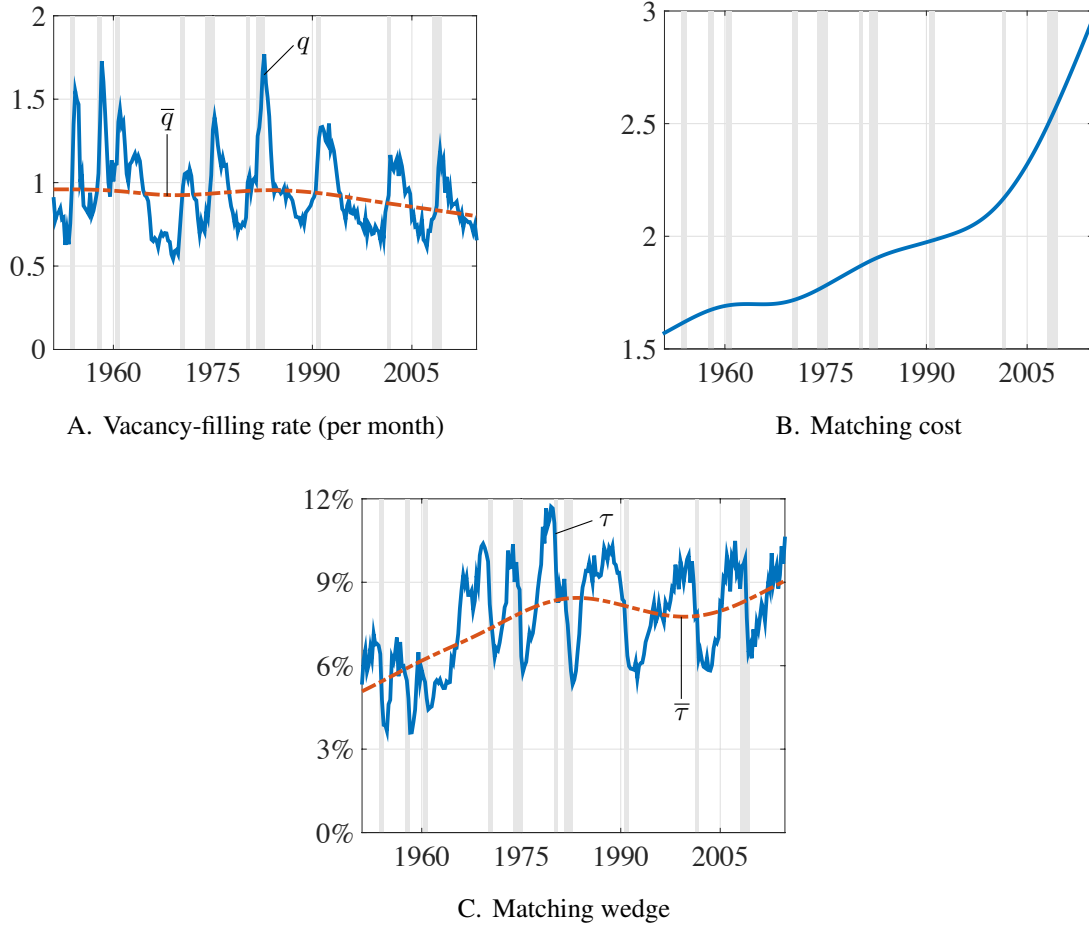 2
1.5
1
0.5
0
q
q̅
1960 1975 1990 2005
A. Vacancy-filling rate (per month)
3
2.5
2
1.5
1960 1975 1990 2005
B. Matching cost
12%
9%
6%
3%
0%
τ
τ̅
1960 1975 1990 2005
C. Matching wedge